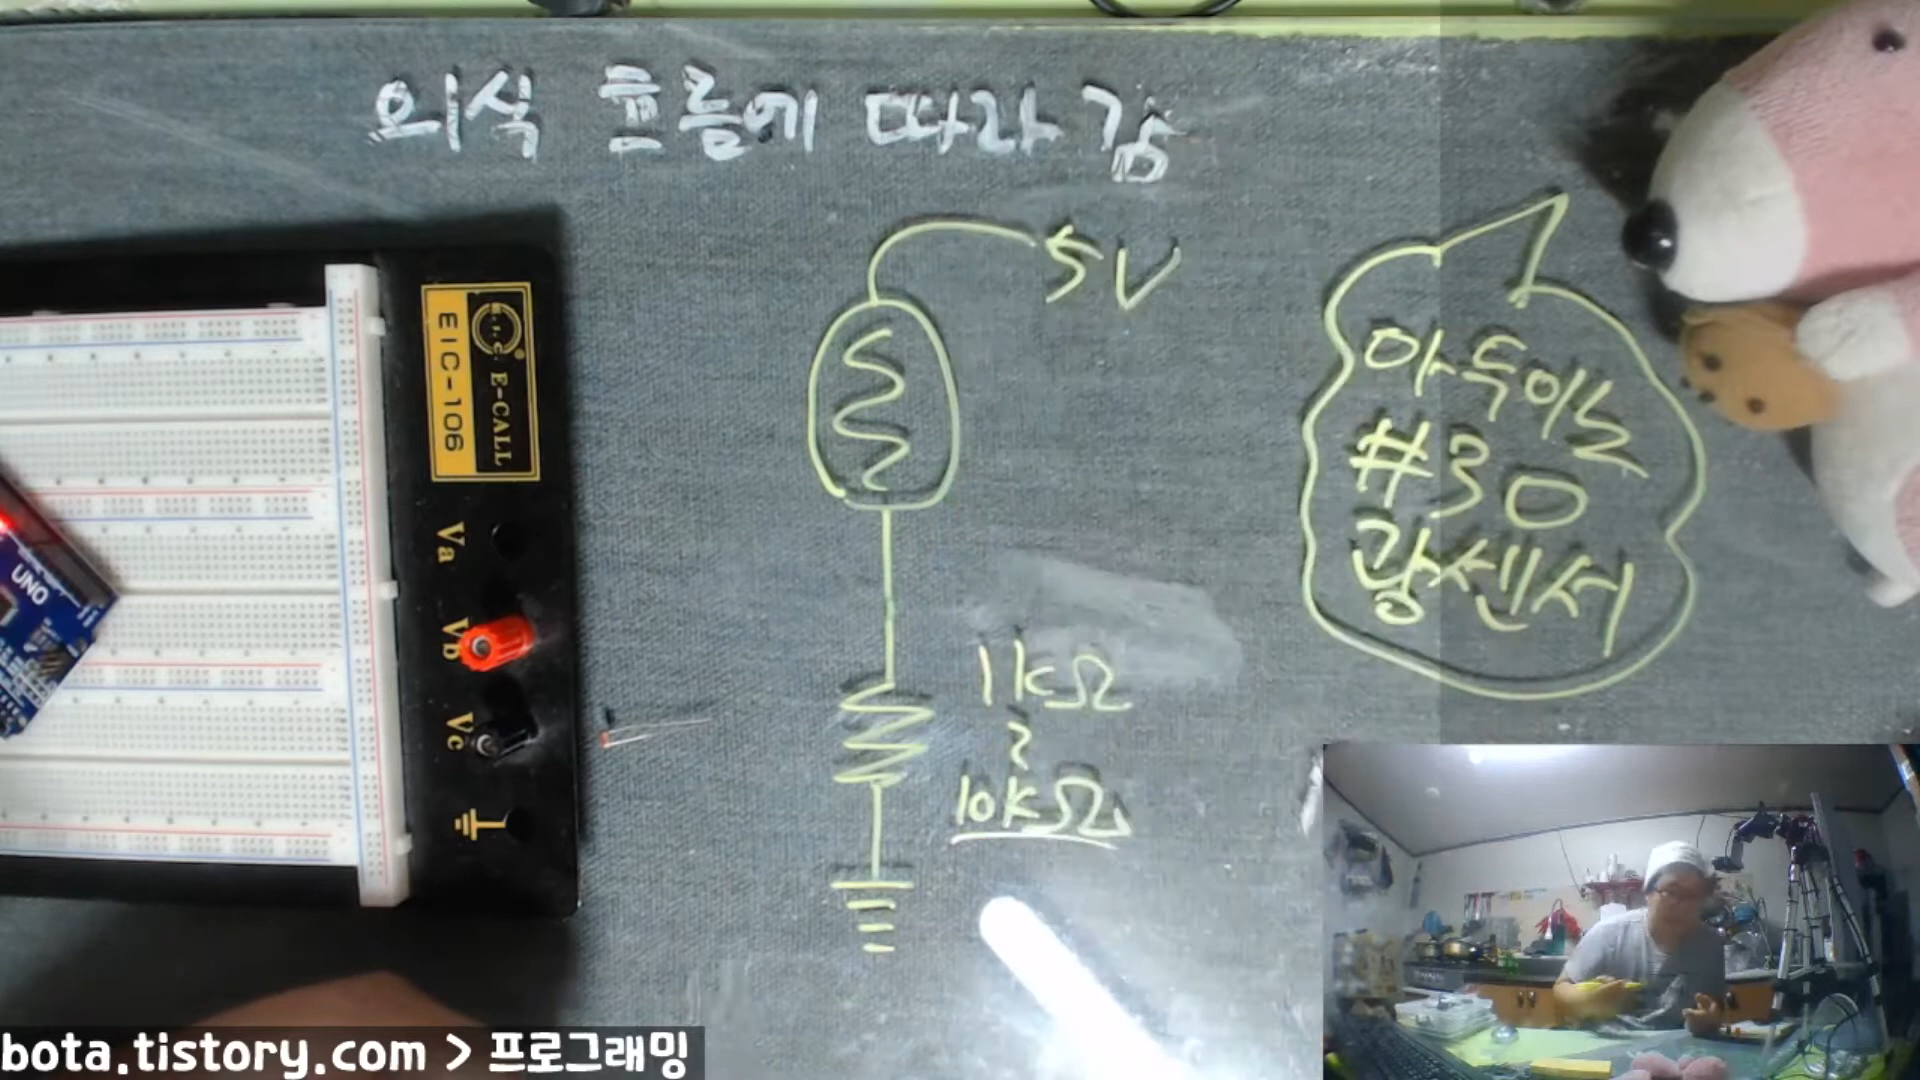 의식 흐름에 따라 감
5V
아두이노
#30
광센서
1kΩ
~
10kΩ
E-CALL
EIC-106
Va
Vb
Vc
UNO
bota.tistory.com > 프로그래밍